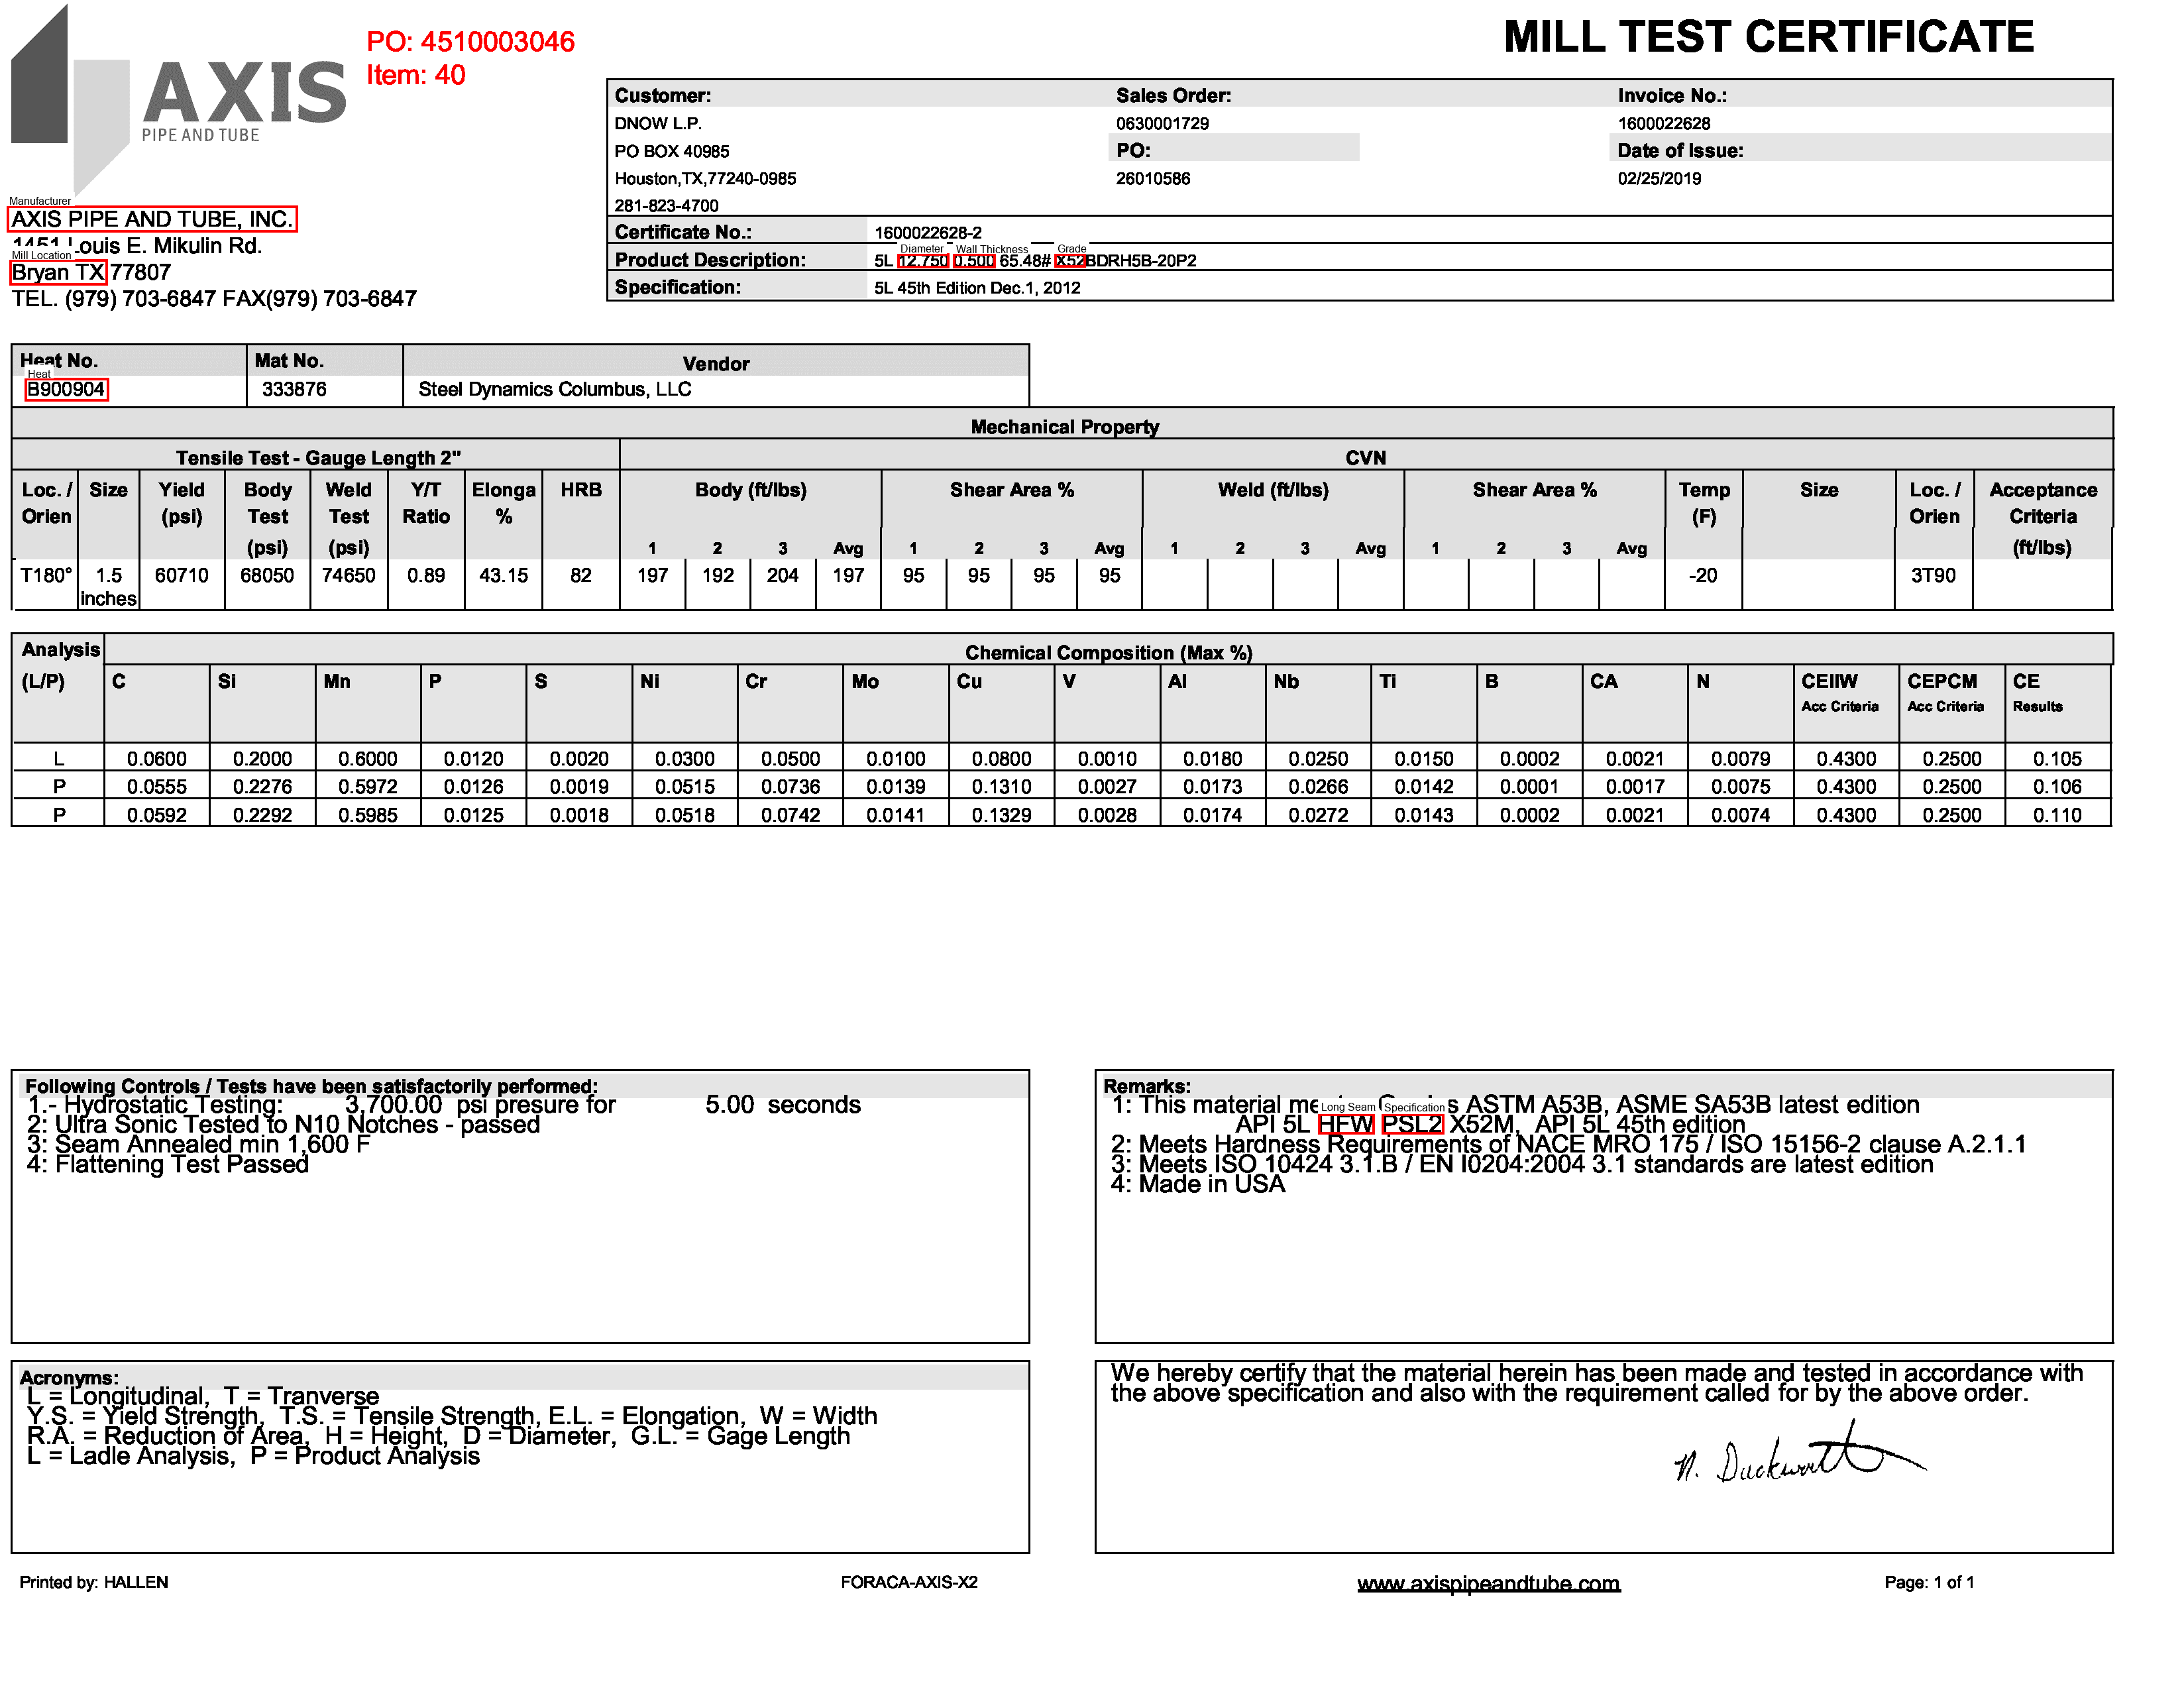 PO: 4510003046
Item: 40
AXIS
PIPE AND TUBE
MILL TEST CERTIFICATE
Manufacturer
AXIS PIPE AND TUBE, INC.
1451 Louis E. Mikulin Rd.
Mill Location
Bryan TX 77807
TEL. (979) 703-6847 FAX(979) 703-6847
Customer: Sales Order: Invoice No.:
DNOW L.P. 0630001729 1600022628
PO BOX 40985 PO: Date of Issue:
Houston,TX,77240-0985 26010586 02/25/2019
281-823-4700
Certificate No.: 1600022628-2
Diameter Wall Thickness Grade
Product Description: 5L 12.750 0.500 65.48# X52BDRH5B-20P2
Specification: 5L 45th Edition Dec.1, 2012
Heat No. Mat No. Vendor
Heat
B900904 333876 Steel Dynamics Columbus, LLC
Mechanical Property
Tensile Test - Gauge Length 2" CVN
Loc. / Size Yield Body Weld Y/T Elonga HRB Body (ft/lbs) Shear Area % Weld (ft/lbs) Shear Area % Temp Size Loc. / Acceptance
Orien (psi) Test Test Ratio % (F) Orien Criteria
(psi) (psi) 1 2 3 Avg 1 2 3 Avg 1 2 3 Avg 1 2 3 Avg (ft/lbs)
T180° 1.5 60710 68050 74650 0.89 43.15 82 197 192 204 197 95 95 95 95 -20 3T90
inches
Analysis Chemical Composition (Max %)
(L/P) C Si Mn P S Ni Cr Mo Cu V Al Nb Ti B CA N CEIIW CEPCM CE
Acc Criteria Acc Criteria Results
L 0.0600 0.2000 0.6000 0.0120 0.0020 0.0300 0.0500 0.0100 0.0800 0.0010 0.0180 0.0250 0.0150 0.0002 0.0021 0.0079 0.4300 0.2500 0.105
P 0.0555 0.2276 0.5972 0.0126 0.0019 0.0515 0.0736 0.0139 0.1310 0.0027 0.0173 0.0266 0.0142 0.0001 0.0017 0.0075 0.4300 0.2500 0.106
P 0.0592 0.2292 0.5985 0.0125 0.0018 0.0518 0.0742 0.0141 0.1329 0.0028 0.0174 0.0272 0.0143 0.0002 0.0021 0.0074 0.4300 0.2500 0.110
Following Controls / Tests have been satisfactorily performed:
1.- Hydrostatic Testing: 3,700.00 psi presure for 5.00 seconds
2: Ultra Sonic Tested to N10 Notches - passed
3: Seam Annealed min 1,600 F
4: Flattening Test Passed
Remarks:
1: This material ASTM A53B, ASME SA53B latest edition
Long Seam Specification
API 5L HFW PSL2 X52M, API 5L 45th edition
2: Meets Hardness Requirements of NACE MRO 175 / ISO 15156-2 clause A.2.1.1
3: Meets ISO 10424 3.1.B / EN I0204:2004 3.1 standards are latest edition
4: Made in USA
Acronyms:
L = Longitudinal, T = Tranverse
Y.S. = Yield Strength, T.S. = Tensile Strength, E.L. = Elongation, W = Width
R.A. = Reduction of Area, H = Height, D = Diameter, G.L. = Gage Length
L = Ladle Analysis, P = Product Analysis
We hereby certify that the material herein has been made and tested in accordance with
the above specification and also with the requirement called for by the above order.
N. Duckworth
Printed by: HALLEN FORACA-AXIS-X2 www.axispipeandtube.com Page: 1 of 1